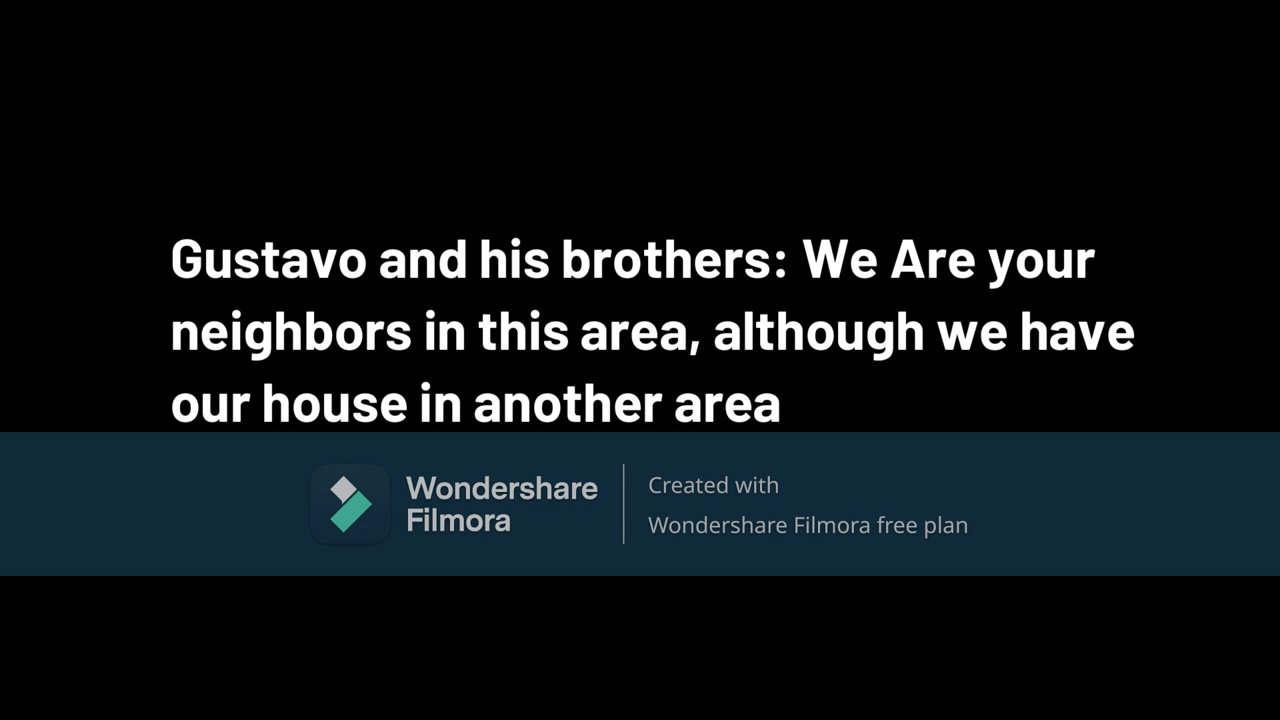 Gustavo and his brothers: We Are your
neighbors in this area, although we have
our house in another area
Wondershare
Filmora
Created with
Wondershare Filmora free plan